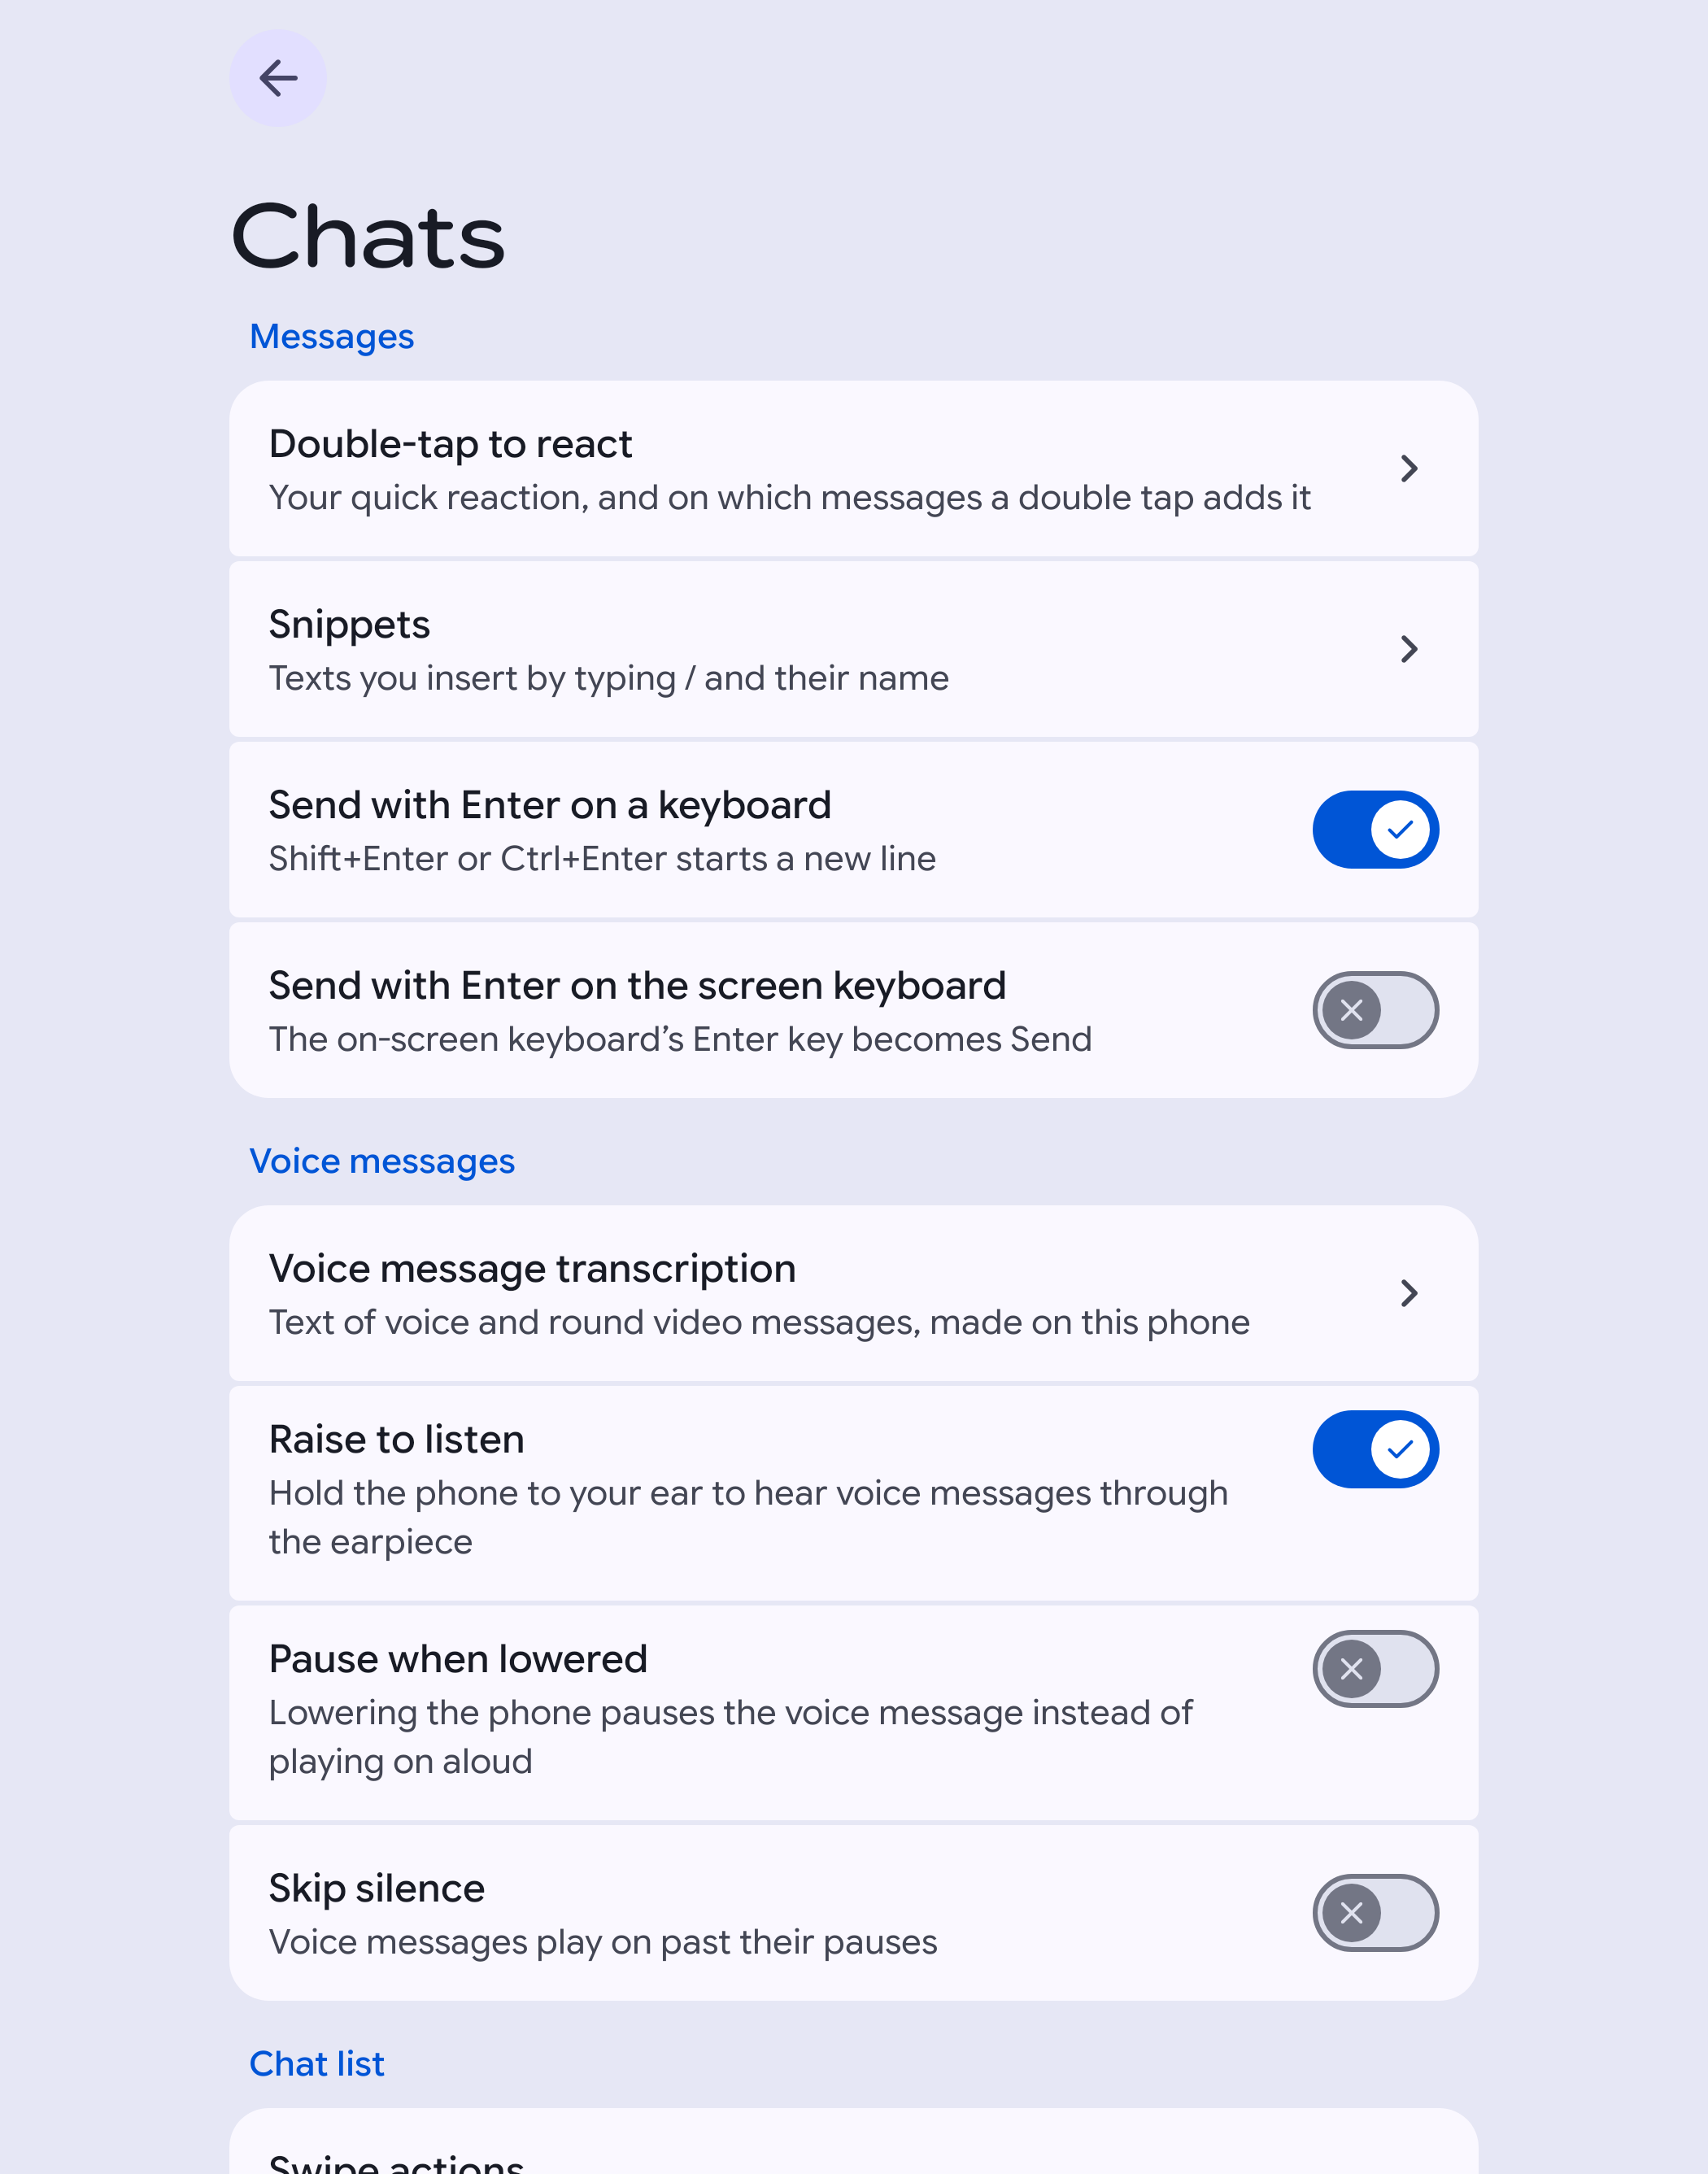 Chats
Messages
Double-tap to react
Your quick reaction, and on which messages a double tap adds it
Snippets
Texts you insert by typing / and their name
Send with Enter on a keyboard
Shift+Enter or Ctrl+Enter starts a new line
Send with Enter on the screen keyboard
The on-screen keyboard’s Enter key becomes Send
Voice messages
Voice message transcription
Text of voice and round video messages, made on this phone
Raise to listen
Hold the phone to your ear to hear voice messages through
the earpiece
Pause when lowered
Lowering the phone pauses the voice message instead of
playing on aloud
Skip silence
Voice messages play on past their pauses
Chat list
Swipe actions